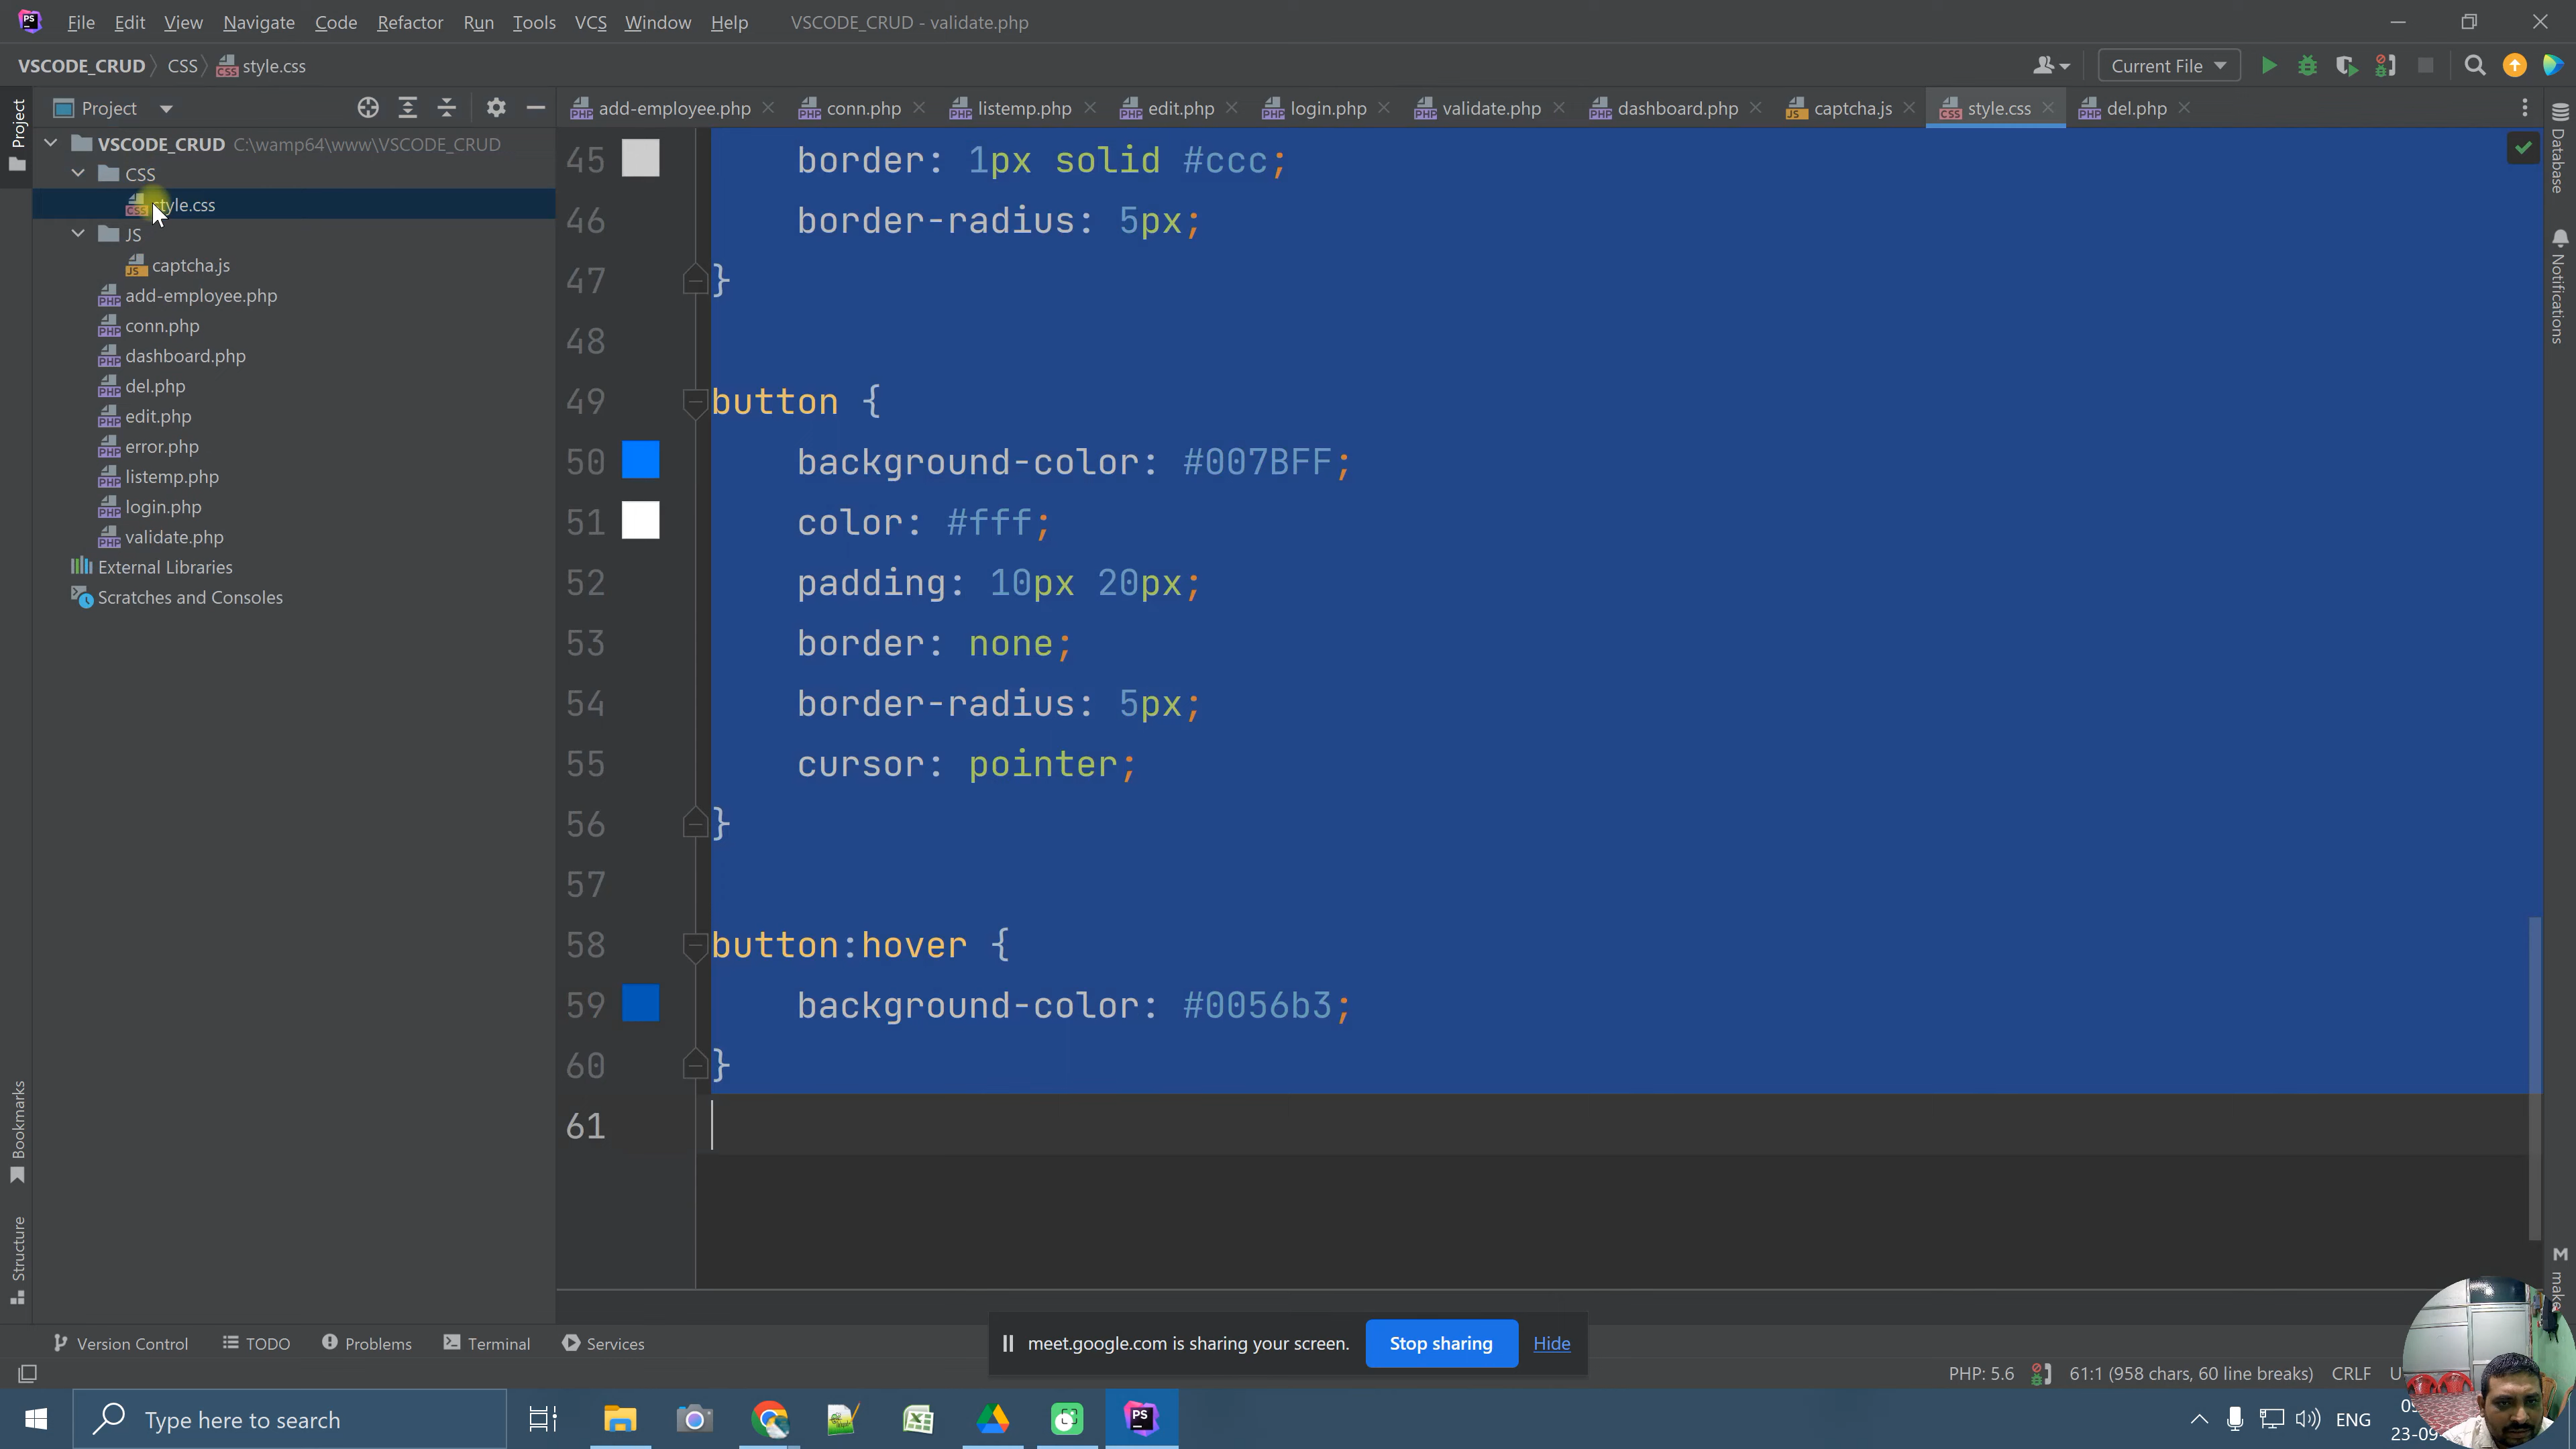 PS File Edit View Navigate Code Refactor Run Tools VCS Window Help VSCODE_CRUD - validate.php
VSCODE_CRUD CSS style.css Current File
Project add-employee.php conn.php listemp.php edit.php login.php validate.php dashboard.php captcha.js style.css del.php
Project
VSCODE_CRUD C:\wamp64\www\VSCODE_CRUD
CSS
style.css
JS
captcha.js
add-employee.php
conn.php
dashboard.php
del.php
edit.php
error.php
listemp.php
login.php
validate.php
External Libraries
Scratches and Consoles
45 border: 1px solid #ccc;
46 border-radius: 5px;
47 }
48
49 button {
50 background-color: #007BFF;
51 color: #fff;
52 padding: 10px 20px;
53 border: none;
54 border-radius: 5px;
55 cursor: pointer;
56 }
57
58 button:hover {
59 background-color: #0056b3;
60 }
61
Database
Notifications
make
Bookmarks
Structure
Version Control TODO Problems Terminal Services
meet.google.com is sharing your screen. Stop sharing Hide
PHP: 5.6 61:1 (958 chars, 60 line breaks) CRLF
Type here to search PS ENG
23-09-